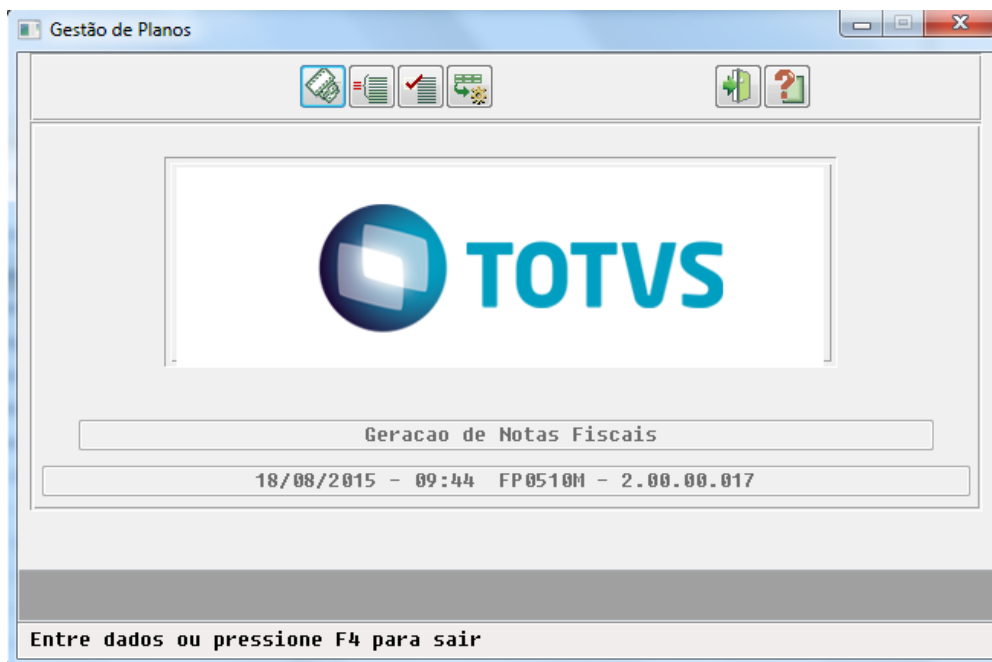 Gestão de Planos
TOTVS
Geracao de Notas Fiscais
18/08/2015 - 09:44 FP0510M - 2.00.00.017
Entre dados ou pressione F4 para sair